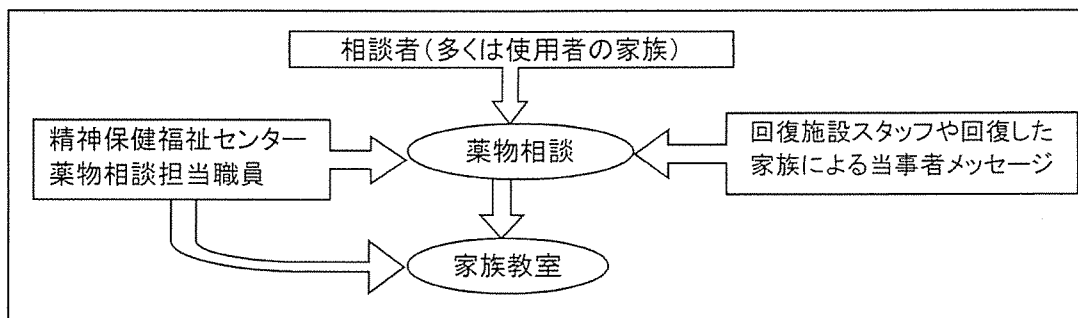 相談者(多くは使用者の家族)
精神保健福祉センター
薬物相談担当職員
薬物相談
回復施設スタッフや回復した
家族による当事者メッセージ
家族教室